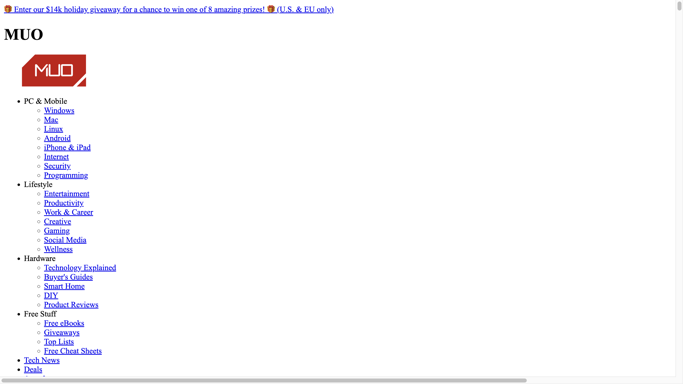 🎁 Enter our $14k holiday giveaway for a chance to win one of 8 amazing prizes! 🎁 (U.S. & EU only)
MUO
MUO
PC & Mobile
Windows
Mac
Linux
Android
iPhone & iPad
Internet
Security
Programming
Lifestyle
Entertainment
Productivity
Work & Career
Creative
Gaming
Social Media
Wellness
Hardware
Technology Explained
Buyer's Guides
Smart Home
DIY
Product Reviews
Free Stuff
Free eBooks
Giveaways
Top Lists
Free Cheat Sheets
Tech News
Deals